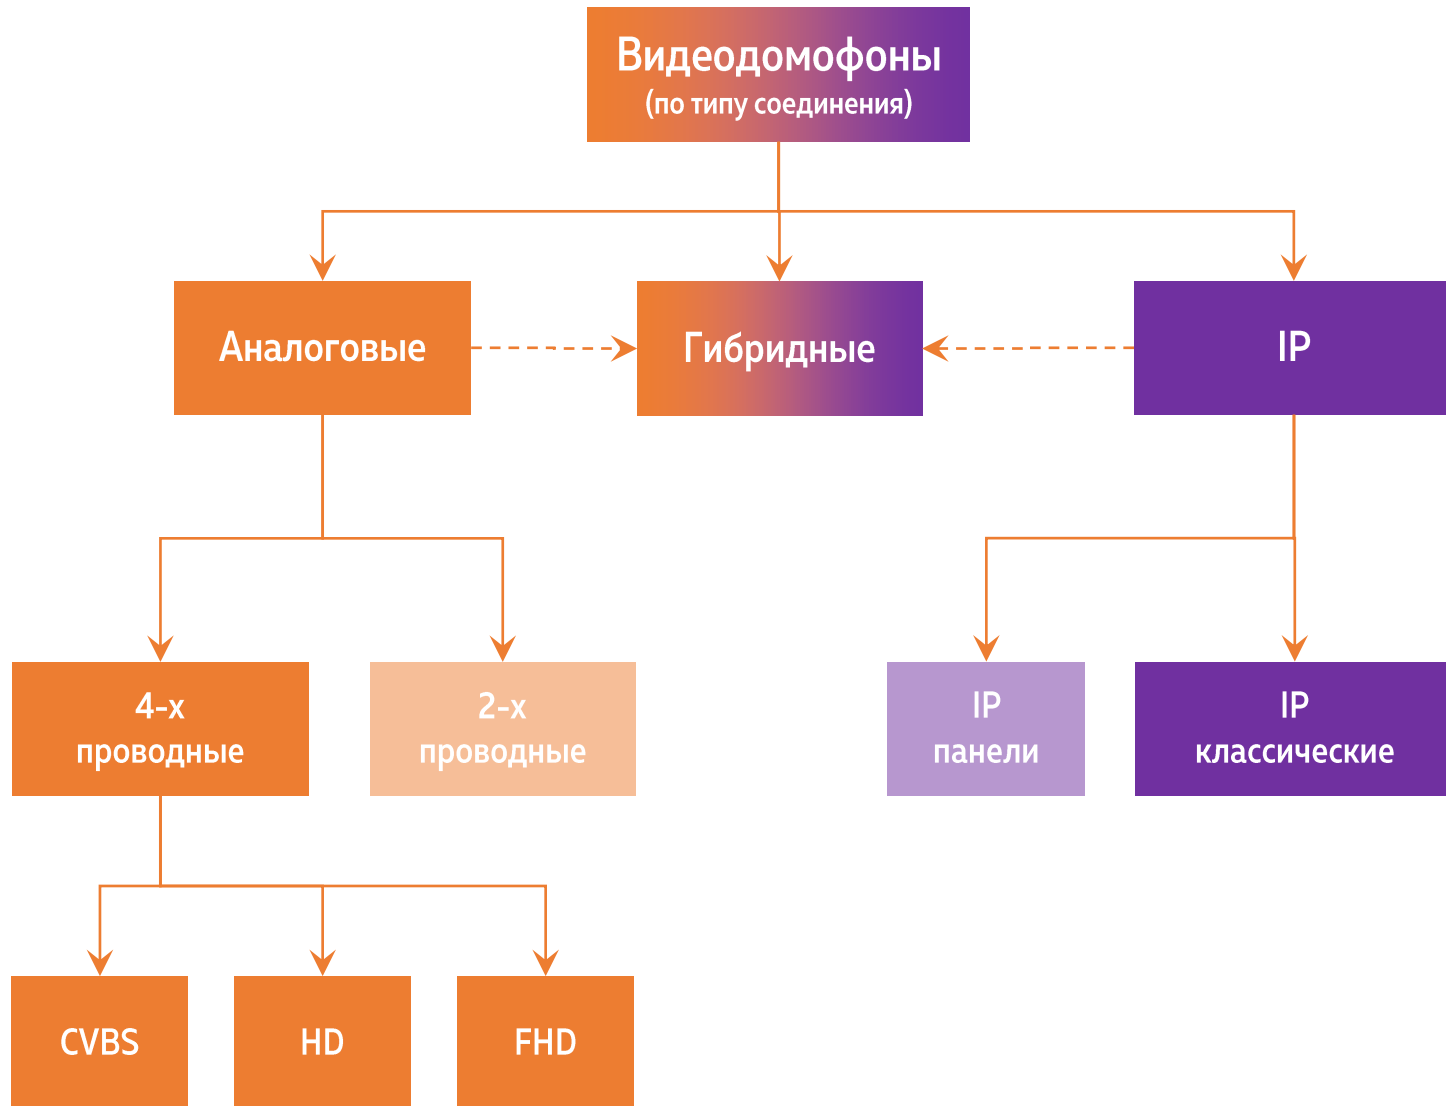 Видеодомофоны
(по типу соединения)
Аналоговые
Гибридные
IP
4-х
проводные
2-х
проводные
IP
панели
IP
классические
CVBS
HD
FHD